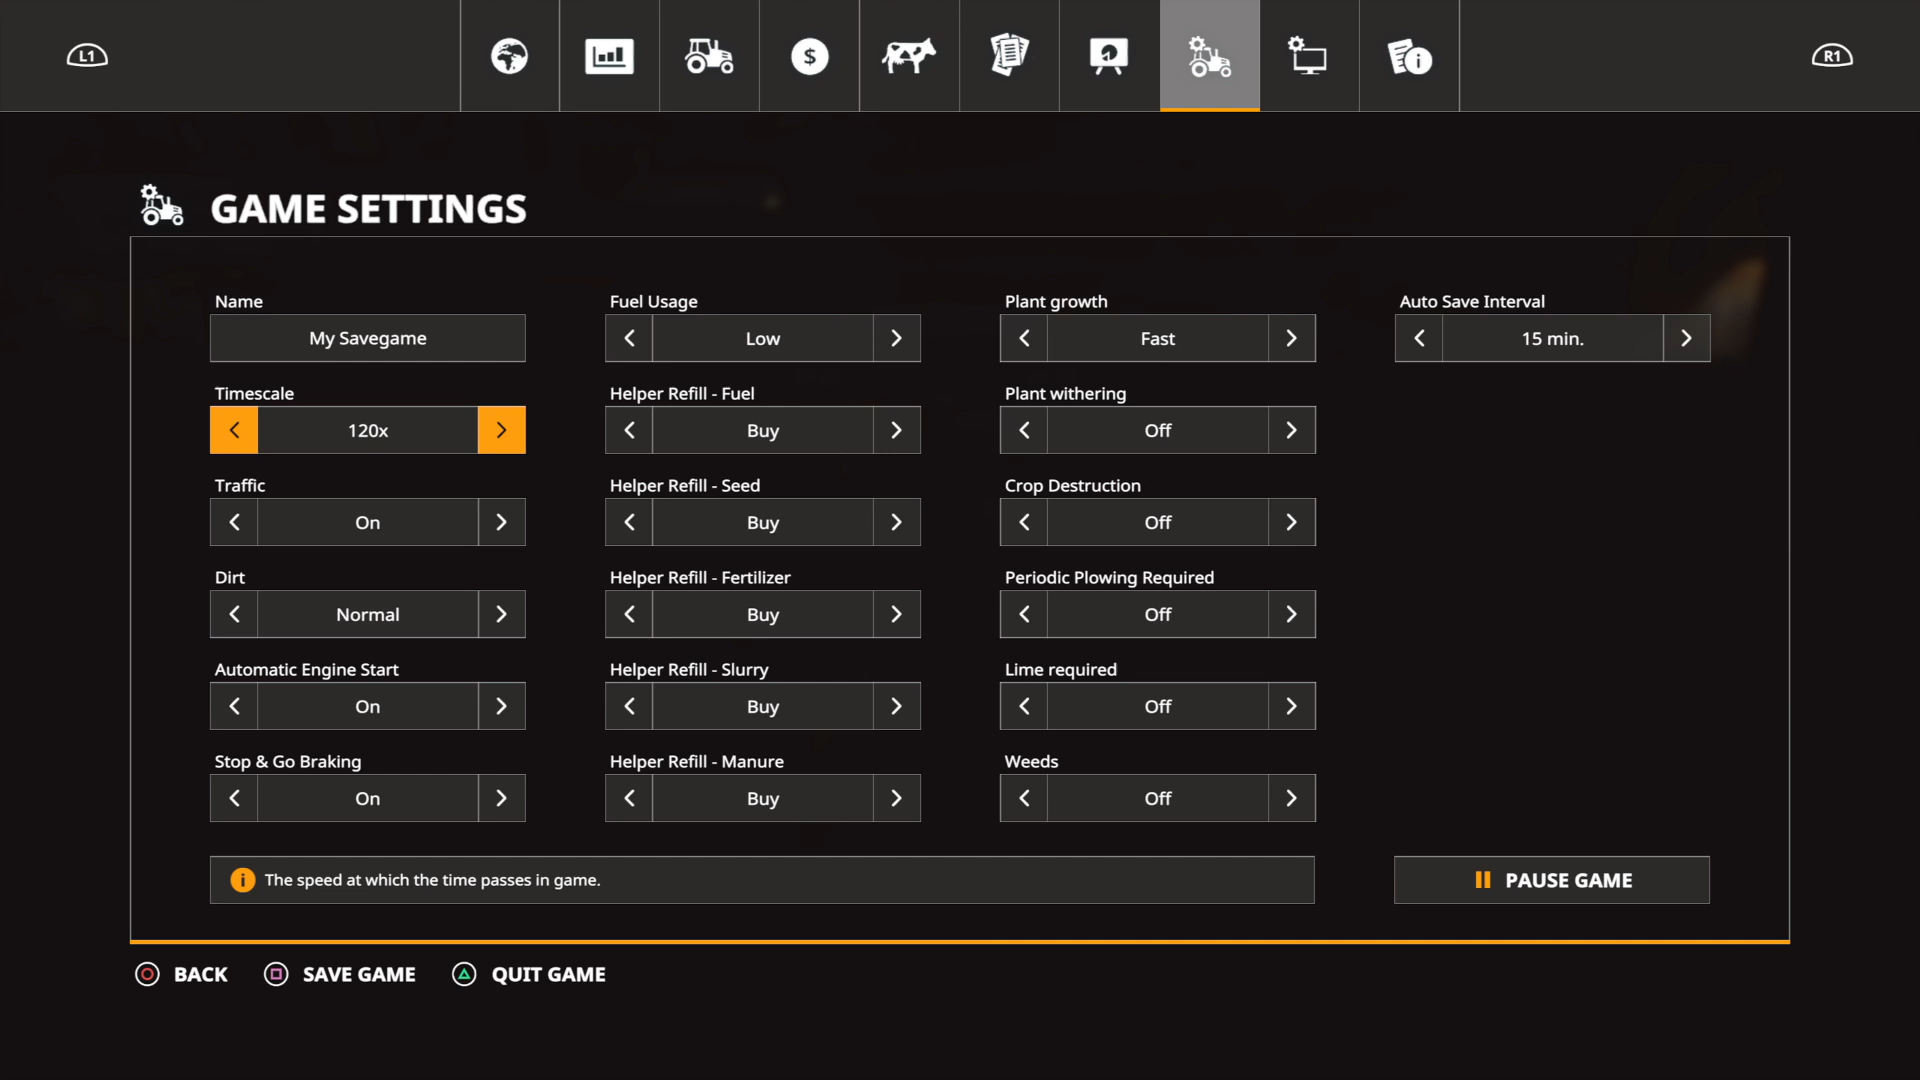 L1
$
R1
GAME SETTINGS
Name
My Savegame
Timescale
120x
Traffic
On
Dirt
Normal
Automatic Engine Start
On
Stop & Go Braking
On
Fuel Usage
Low
Helper Refill - Fuel
Buy
Helper Refill - Seed
Buy
Helper Refill - Fertilizer
Buy
Helper Refill - Slurry
Buy
Helper Refill - Manure
Buy
Plant growth
Fast
Plant withering
Off
Crop Destruction
Off
Periodic Plowing Required
Off
Lime required
Off
Weeds
Off
Auto Save Interval
15 min.
The speed at which the time passes in game.
PAUSE GAME
BACK
SAVE GAME
QUIT GAME